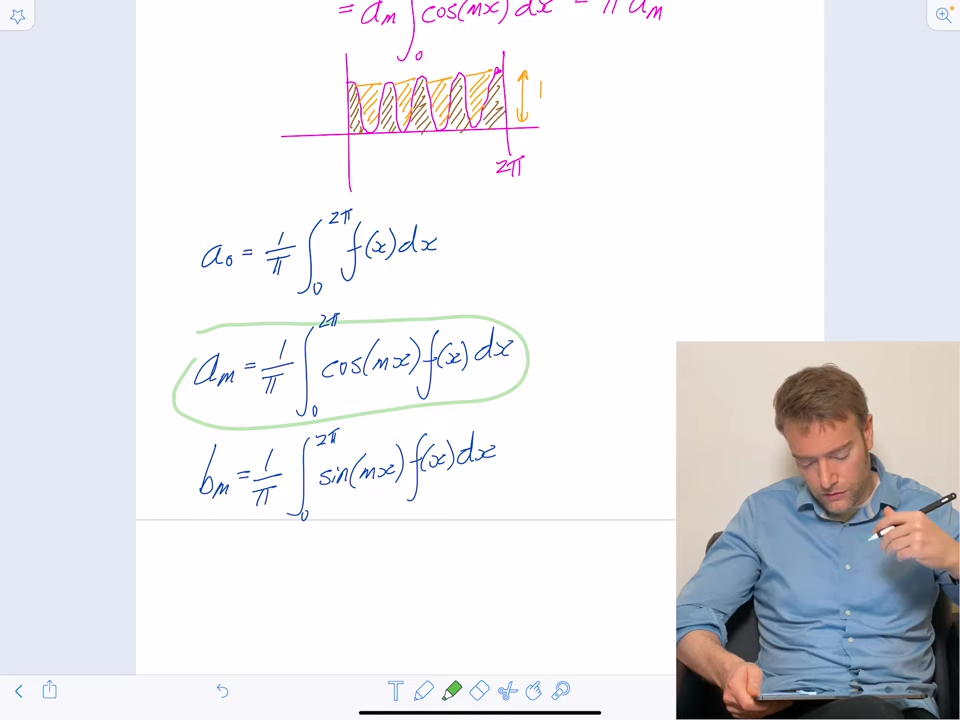 = a_m ∫_0 cos(mx) dx = π a_m
1
2π
a_0 = 1/π ∫_0^{2π} f(x) dx
a_m = 1/π ∫_0^{2π} cos(mx) f(x) dx
b_m = 1/π ∫_0^{2π} sin(mx) f(x) dx
T